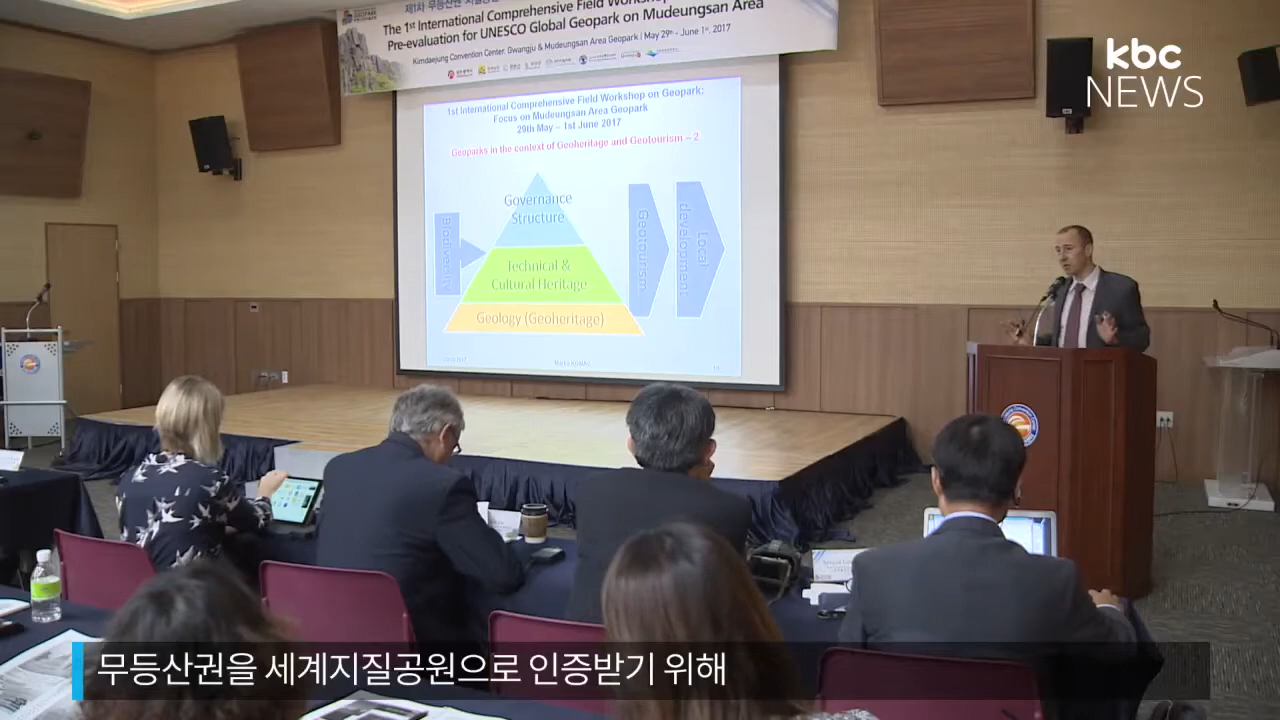 The 1st International Comprehensive Field Workshop
Pre-evaluation for UNESCO Global Geopark on Mudeungsan Area
Kimdaejung Convention Center, Gwangju & Mudeungsan Area Geopark | May 29th - June 1st, 2017
kbc
NEWS
1st International Comprehensive Field Workshop on Geopark:
Focus on Mudeungsan Area Geopark
29th May – 1st June 2017
Geoparks in the context of Geoheritage and Geotourism – 2
Governance
Structure
Biodiversity
Technical &
Cultural Heritage
Geology (Geoheritage)
Geotourism
Local
development
무등산권을 세계지질공원으로 인증받기 위해